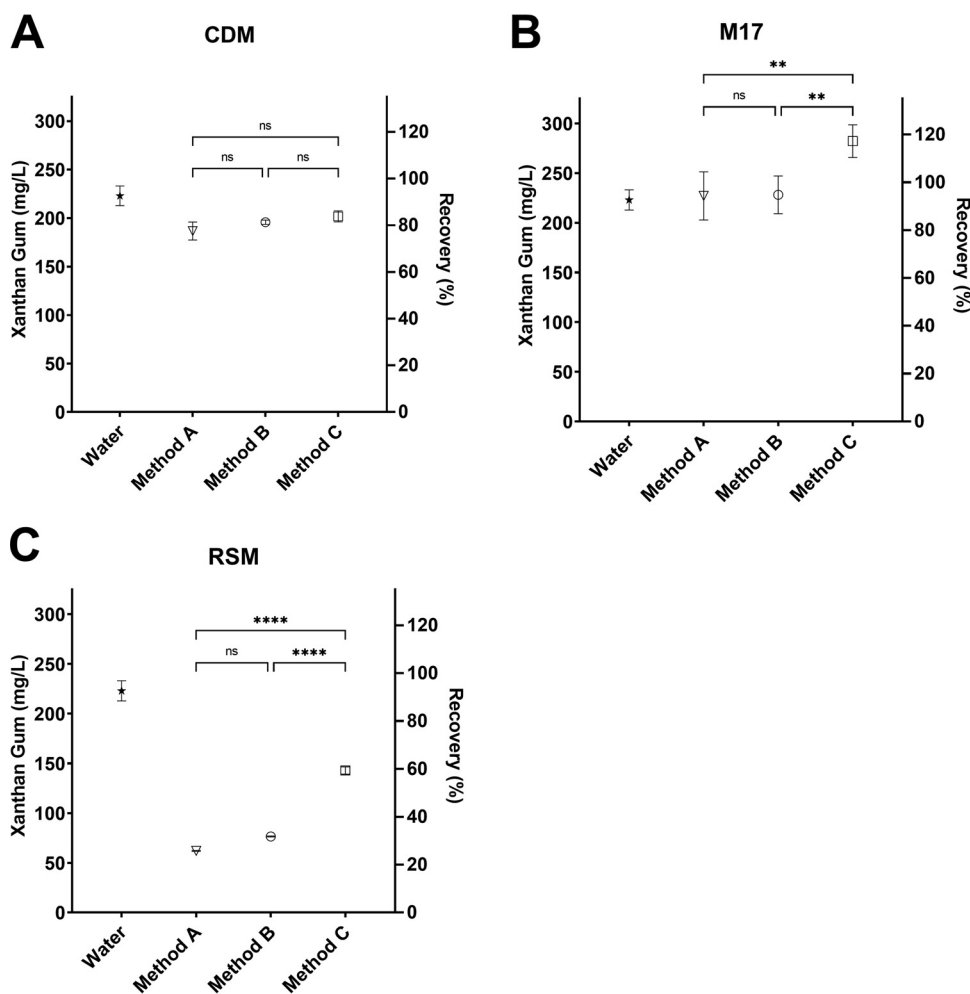 A
CDM
Xanthan Gum (mg/L)
300
250
200
150
100
50
0
ns
ns
ns
120
100
80
60
40
20
0
Recovery (%)
Water
Method A
Method B
Method C
B
M17
Xanthan Gum (mg/L)
300
250
200
150
100
50
0
**
ns
**
120
100
80
60
40
20
0
Recovery (%)
Water
Method A
Method B
Method C
C
RSM
Xanthan Gum (mg/L)
300
250
200
150
100
50
0
****
ns
****
120
100
80
60
40
20
0
Recovery (%)
Water
Method A
Method B
Method C